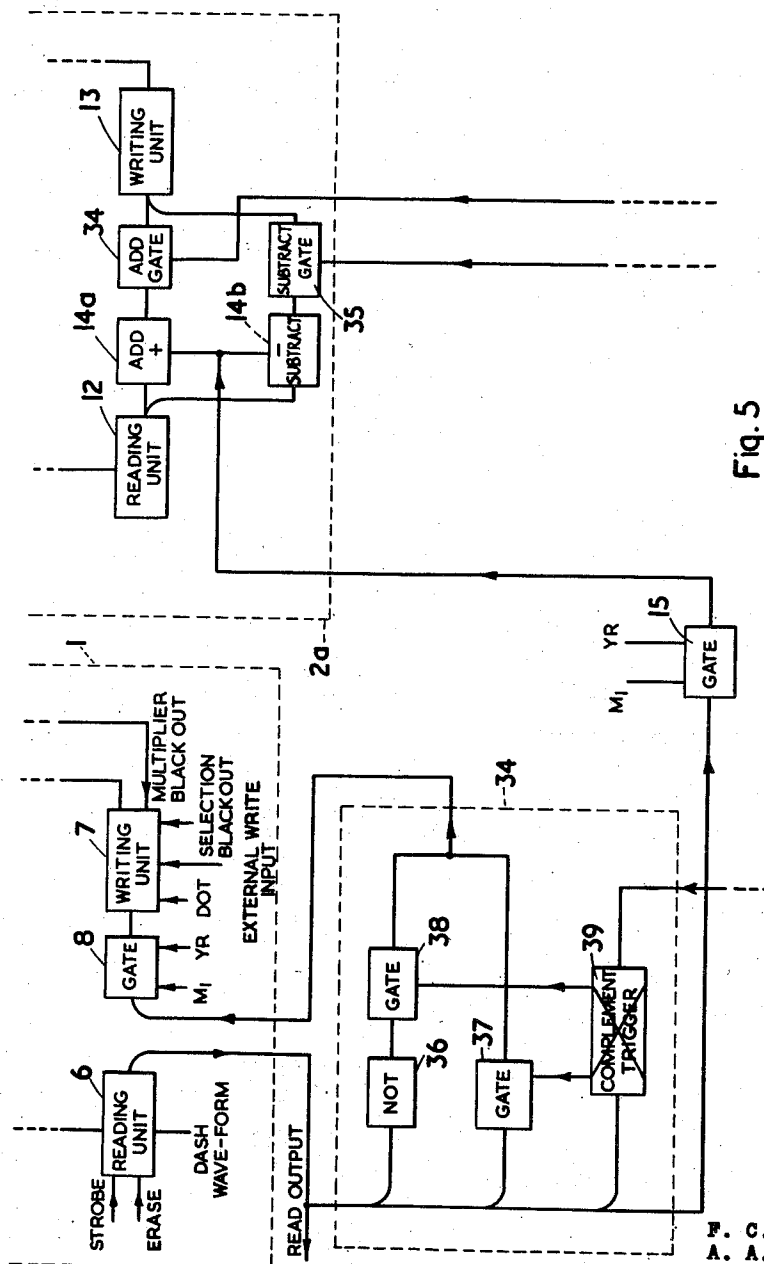 1
MULTIPLIER
BLACKOUT
7
WRITING
UNIT
SELECTION
BLACKOUT
EXTERNAL WRITE
INPUT
DOT
8
GATE
YR
M1
6
READING
UNIT
STROBE
ERASE
DASH
WAVE-FORM
READ OUTPUT
2a
13
WRITING
UNIT
34
ADD
GATE
14a
ADD
+
12
READING
UNIT
SUBTRACT
GATE
35
14b
–
SUBTRACT
34
38
GATE
36
NOT
37
GATE
39
COMPLEMENT
TRIGGER
15
GATE
YR
M1
Fig. 5
F. C.
A. A.